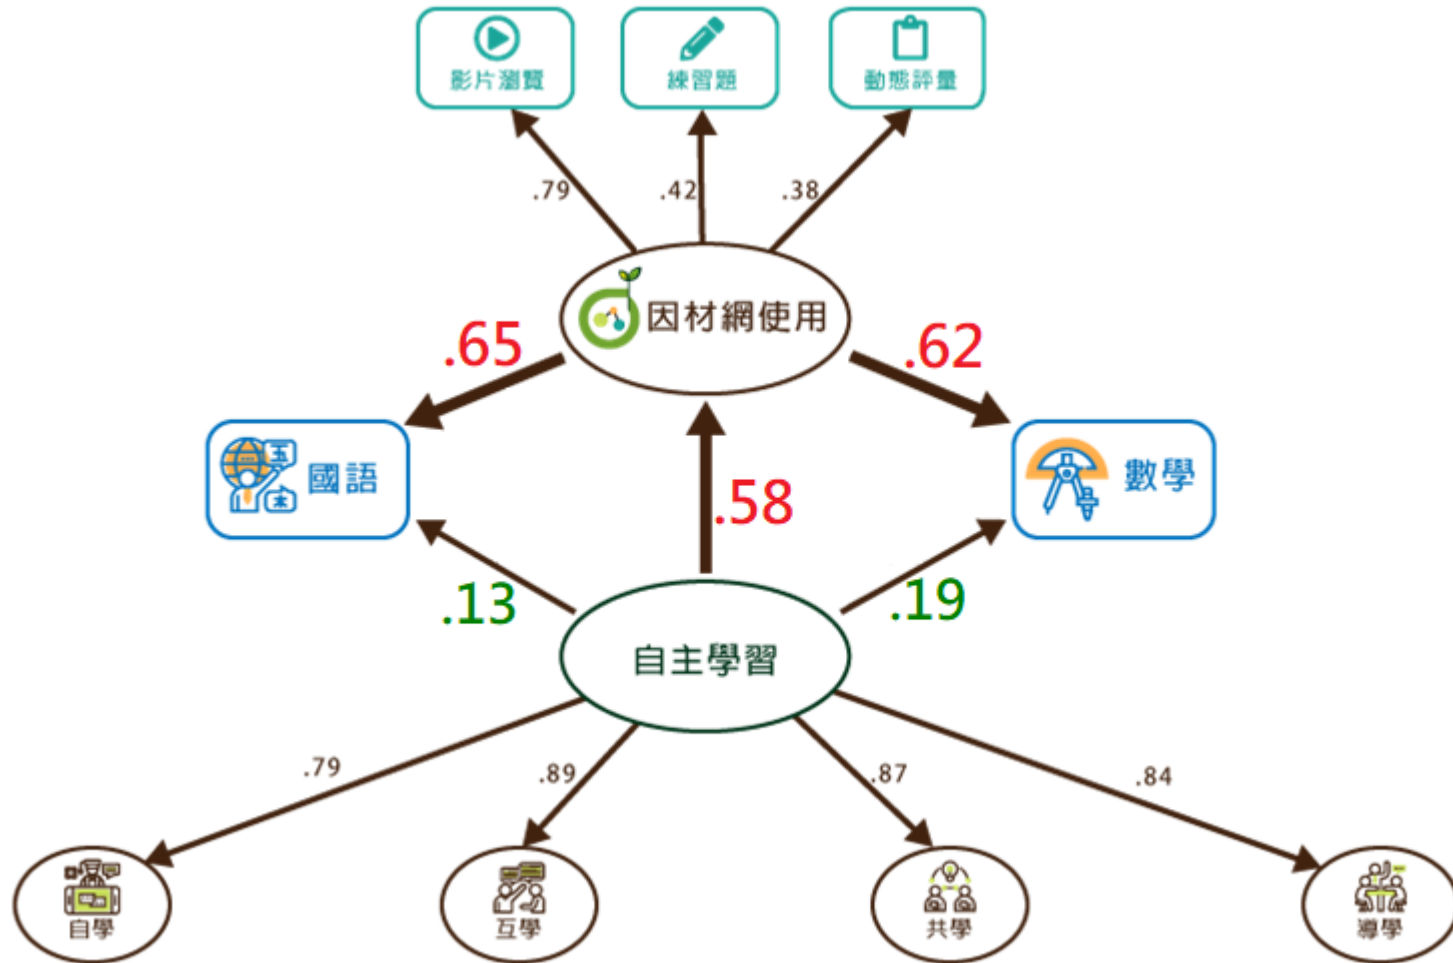 影片瀏覽
練習題
動態評量
.79
.42
.38
因材網使用
.65
.62
國語
數學
.58
.13
.19
自主學習
.79
.89
.87
.84
自學
互學
共學
導學